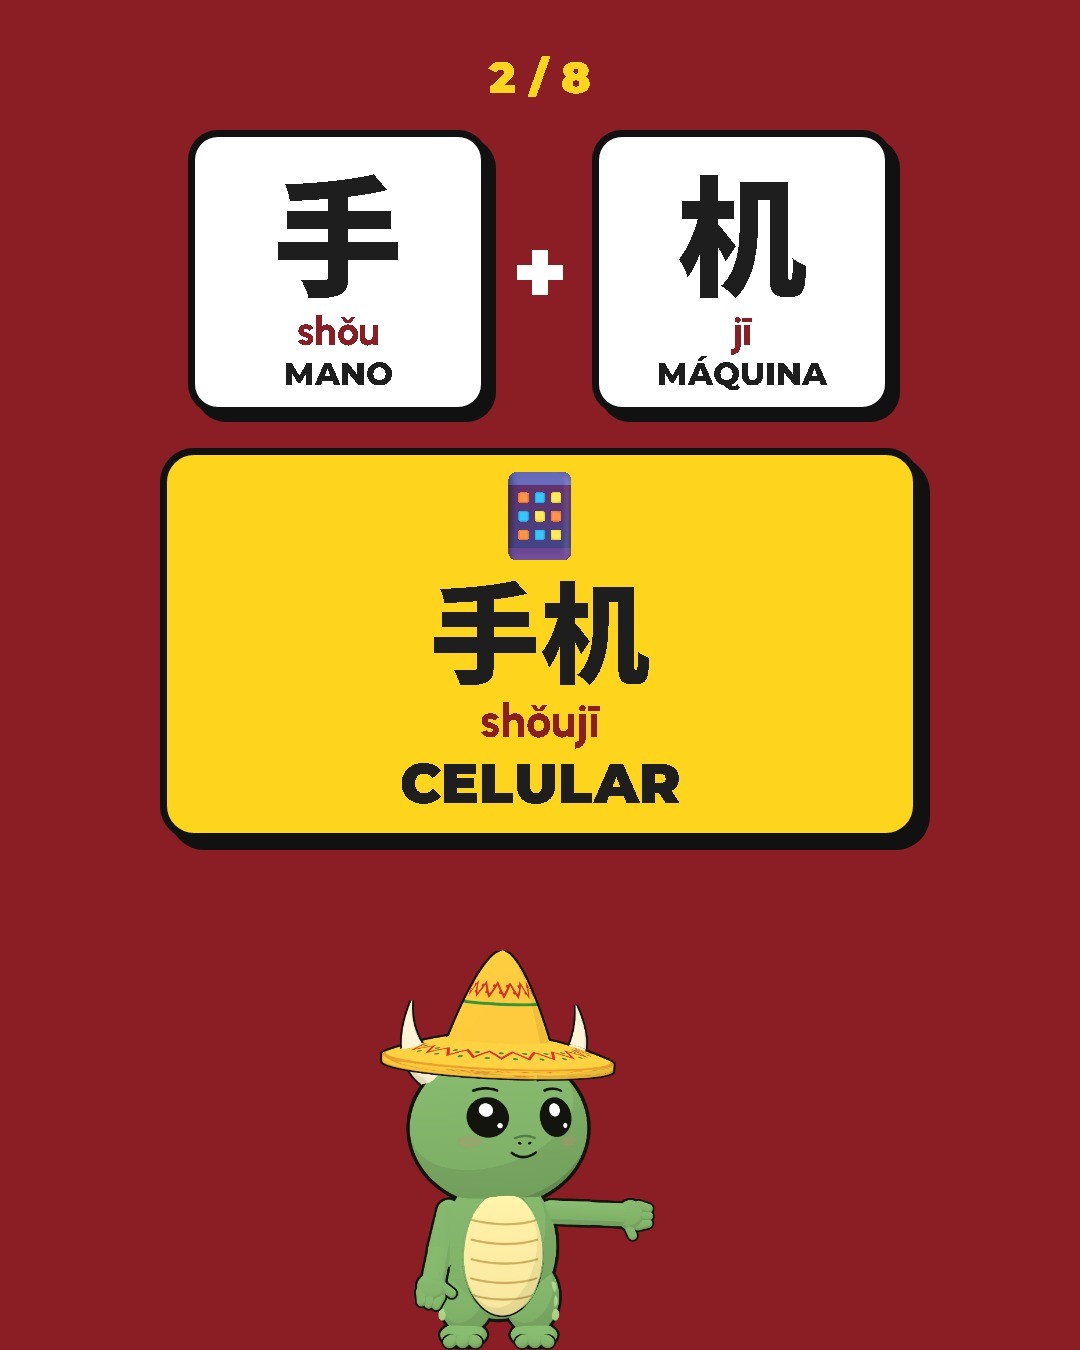 2 / 8
手
shǒu
MANO
+
机
jī
MÁQUINA
手机
shǒujī
CELULAR